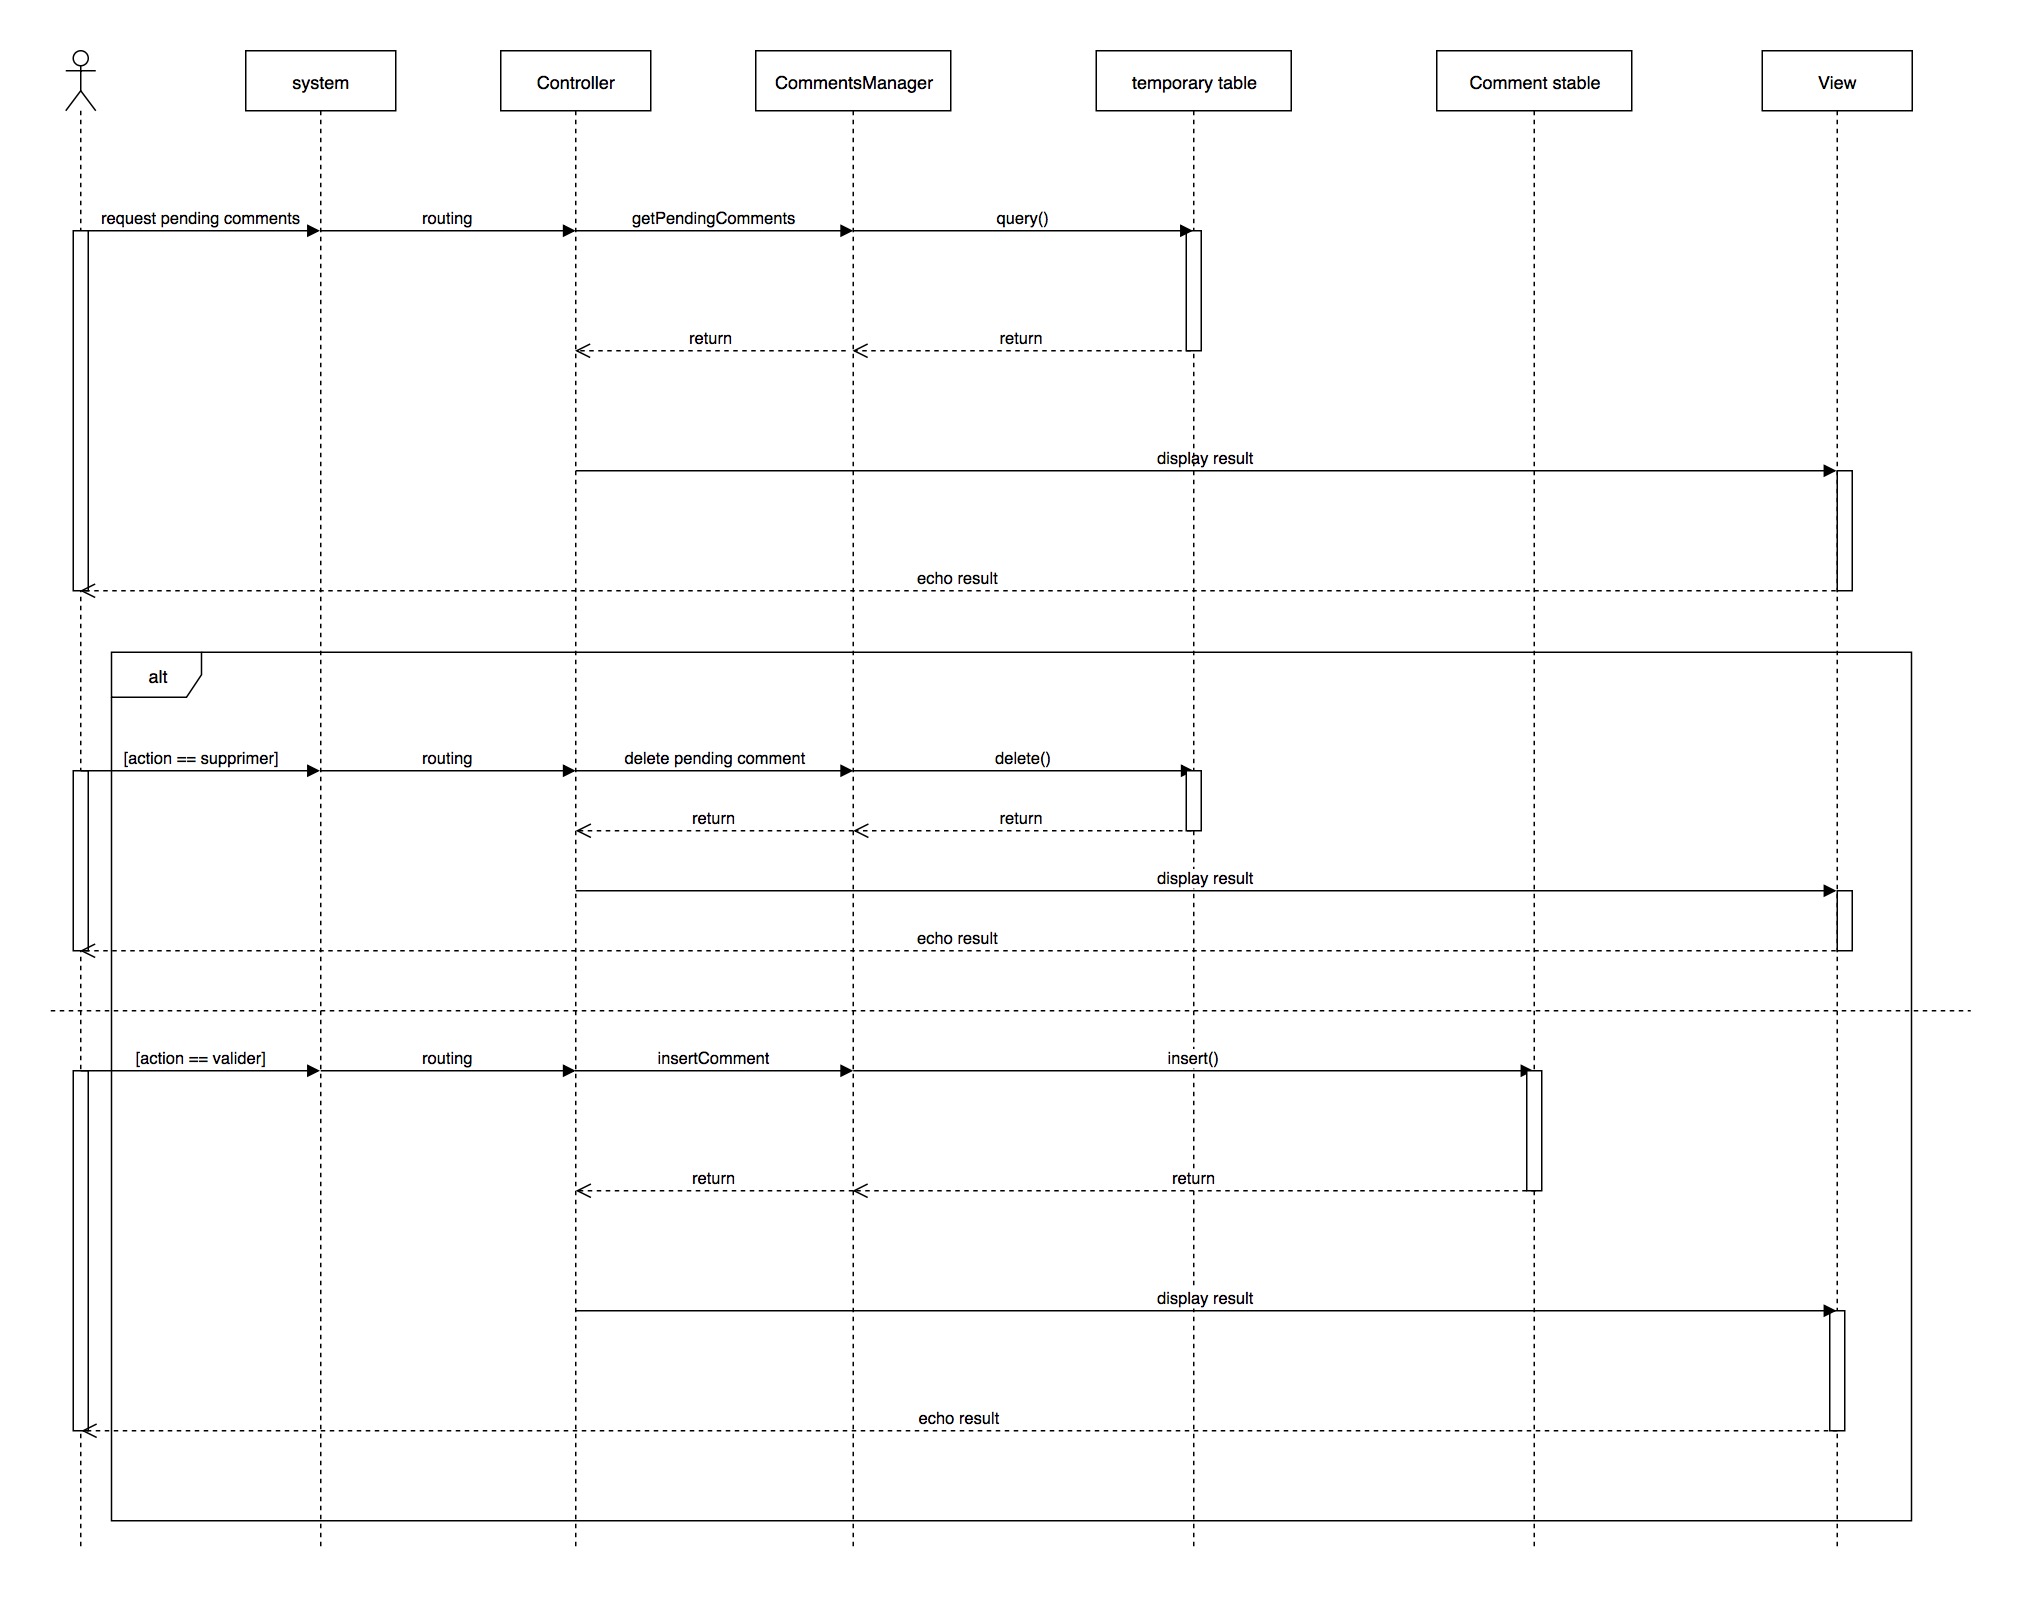 system
Controller
CommentsManager
temporary table
Comment stable
View
request pending comments
routing
getPendingComments
query()
return
return
display result
echo result
alt
[action == supprimer]
routing
delete pending comment
delete()
return
return
display result
echo result
[action == valider]
routing
insertComment
insert()
return
return
display result
echo result